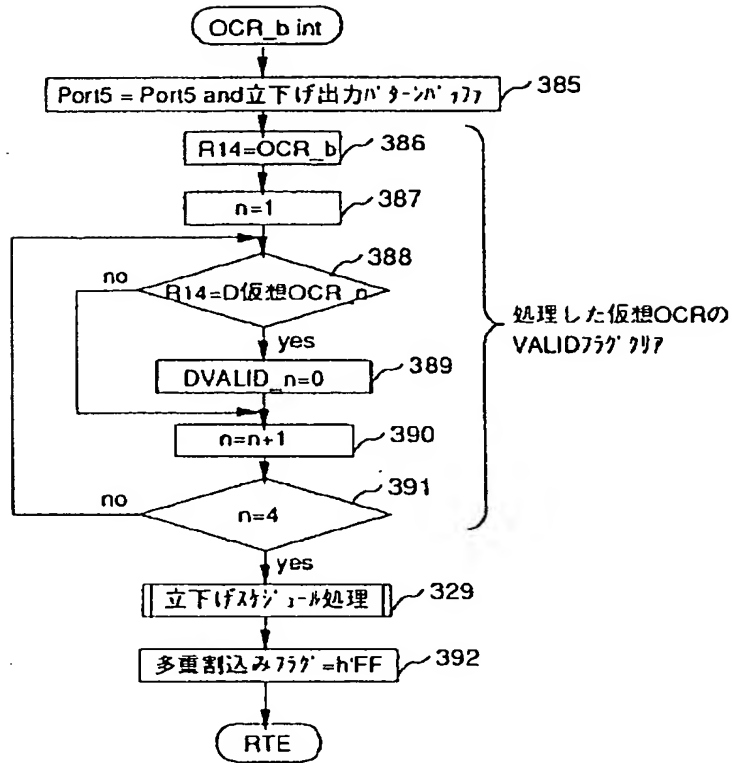 OCR_b int
Port5 = Port5 and立下げ出力ﾊﾟﾀｰﾝﾊﾞｯﾌｧ
385
R14=OCR_b
386
n=1
387
388
no
R14=D仮想OCR_n
yes
処理した仮想OCRの
VALIDﾌﾗｸﾞｸﾘｱ
DVALID_n=0
389
n=n+1
390
391
no
n=4
yes
立下げｽｹｼﾞｭｰﾙ処理
329
多重割込みﾌﾗｸﾞ=h'FF
392
RTE